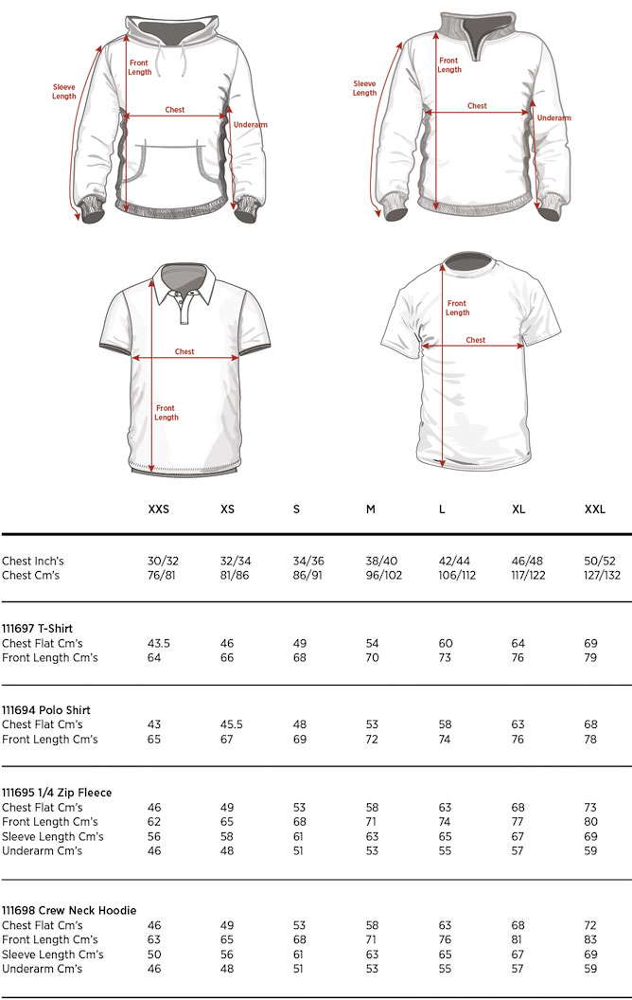 Front
Length
Sleeve
Length
Chest
Underarm
Front
Length
Sleeve
Length
Chest
Underarm
Chest
Front
Length
Front
Length
Chest
XXS XS S M L XL XXL
Chest Inch's 30/32 32/34 34/36 38/40 42/44 46/48 50/52
Chest Cm's 76/81 81/86 86/91 96/102 106/112 117/122 127/132
111697 T-Shirt
Chest Flat Cm's 43.5 46 49 54 60 64 69
Front Length Cm's 64 66 68 70 73 76 79
111694 Polo Shirt
Chest Flat Cm's 43 45.5 48 53 58 63 68
Front Length Cm's 65 67 69 72 74 76 78
111695 1/4 Zip Fleece
Chest Flat Cm's 46 49 53 58 63 68 73
Front Length Cm's 62 65 68 71 74 77 80
Sleeve Length Cm's 56 58 61 63 65 67 69
Underarm Cm's 46 48 51 53 55 57 59
111698 Crew Neck Hoodie
Chest Flat Cm's 46 49 53 58 63 68 72
Front Length Cm's 63 65 68 71 76 81 83
Sleeve Length Cm's 50 56 61 63 65 67 69
Underarm Cm's 46 48 51 53 55 57 59